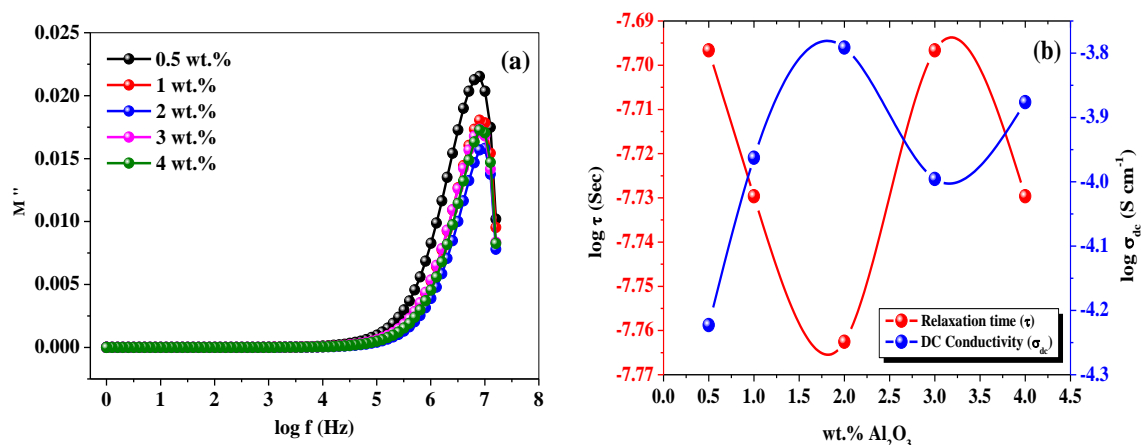 (a)
0.5 wt.%
1 wt.%
2 wt.%
3 wt.%
4 wt.%
M''
0.025
0.020
0.015
0.010
0.005
0.000
0 1 2 3 4 5 6 7 8
log f (Hz)
(b)
log τ (Sec)
-7.69
-7.70
-7.71
-7.72
-7.73
-7.74
-7.75
-7.76
-7.77
Relaxation time (τ)
DC Conductivity (σdc)
0.0 0.5 1.0 1.5 2.0 2.5 3.0 3.5 4.0 4.5
wt.% Al₂O₃
-3.8
-3.9
-4.0
-4.1
-4.2
-4.3
log σdc (S cm⁻¹)